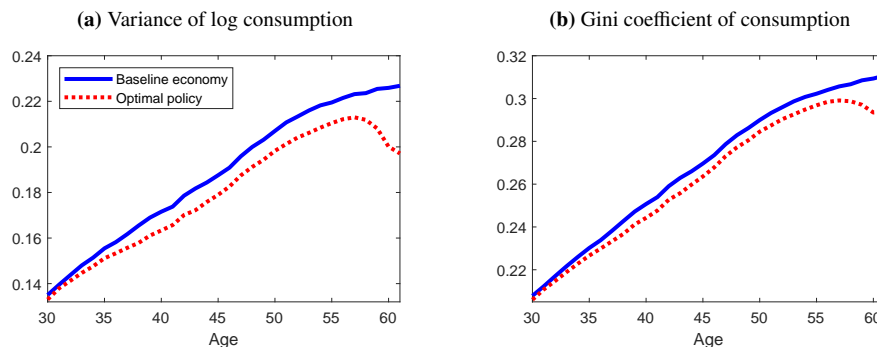 (a) Variance of log consumption
(b) Gini coefficient of consumption
0.24
0.22
0.2
0.18
0.16
0.14
Baseline economy
Optimal policy
30 35 40 45 50 55 60
Age
0.32
0.3
0.28
0.26
0.24
0.22
30 35 40 45 50 55 60
Age